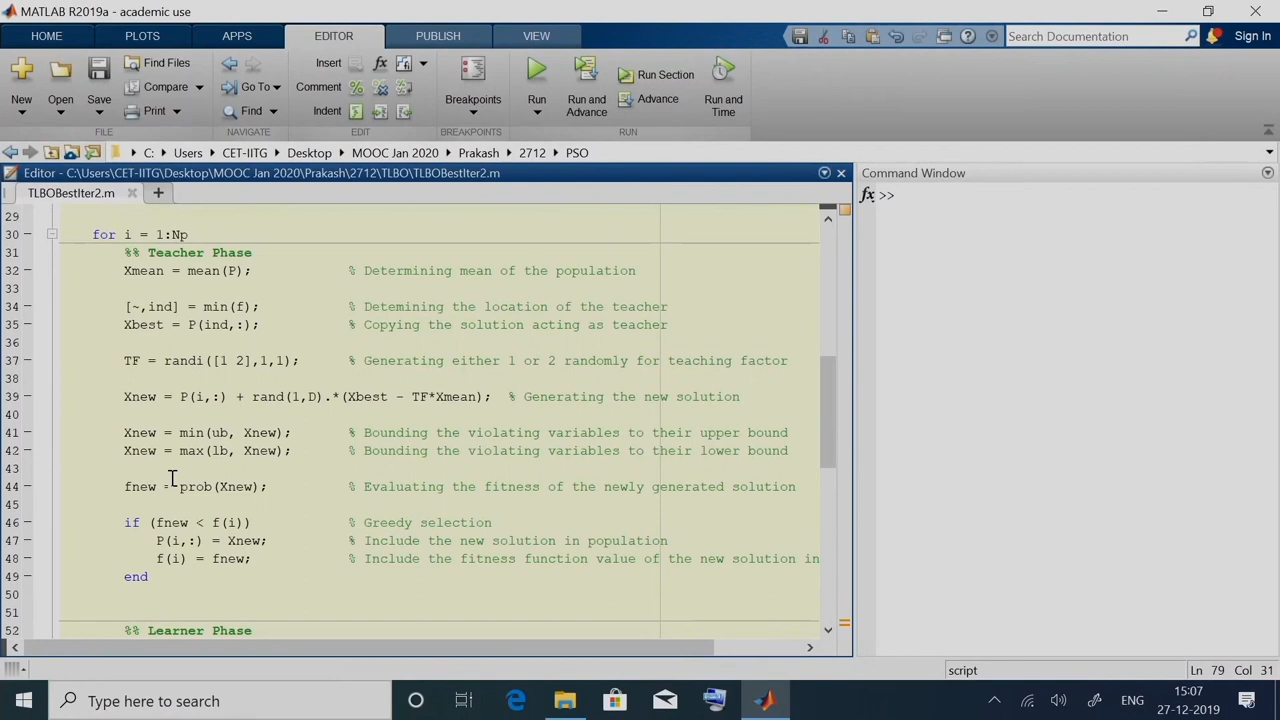 MATLAB R2019a - academic use
HOME PLOTS APPS EDITOR PUBLISH VIEW Search Documentation Sign In
New Open Save Find Files Compare Print Go To Find Insert Comment Indent Breakpoints Run Run and Advance Run Section Advance Run and Time
FILE NAVIGATE EDIT BREAKPOINTS RUN
C: Users CET-IITG Desktop MOOC Jan 2020 Prakash 2712 PSO
Editor - C:\Users\CET-IITG\Desktop\MOOC Jan 2020\Prakash\2712\TLBO\TLBOBestIter2.m
Command Window
TLBOBestIter2.m +
fx >>
29
30 for i = 1:Np
31 %% Teacher Phase
32 Xmean = mean(P); % Determining mean of the population
33
34 [~,ind] = min(f); % Detemining the location of the teacher
35 Xbest = P(ind,:); % Copying the solution acting as teacher
36
37 TF = randi([1 2],1,1); % Generating either 1 or 2 randomly for teaching factor
38
39 Xnew = P(i,:) + rand(1,D).*(Xbest - TF*Xmean); % Generating the new solution
40
41 Xnew = min(ub, Xnew); % Bounding the violating variables to their upper bound
42 Xnew = max(lb, Xnew); % Bounding the violating variables to their lower bound
43
44 fnew = prob(Xnew); % Evaluating the fitness of the newly generated solution
45
46 if (fnew < f(i)) % Greedy selection
47 P(i,:) = Xnew; % Include the new solution in population
48 f(i) = fnew; % Include the fitness function value of the new solution in
49 end
50
51
52 %% Learner Phase
script Ln 79 Col 31
Type here to search
ENG
15:07
27-12-2019